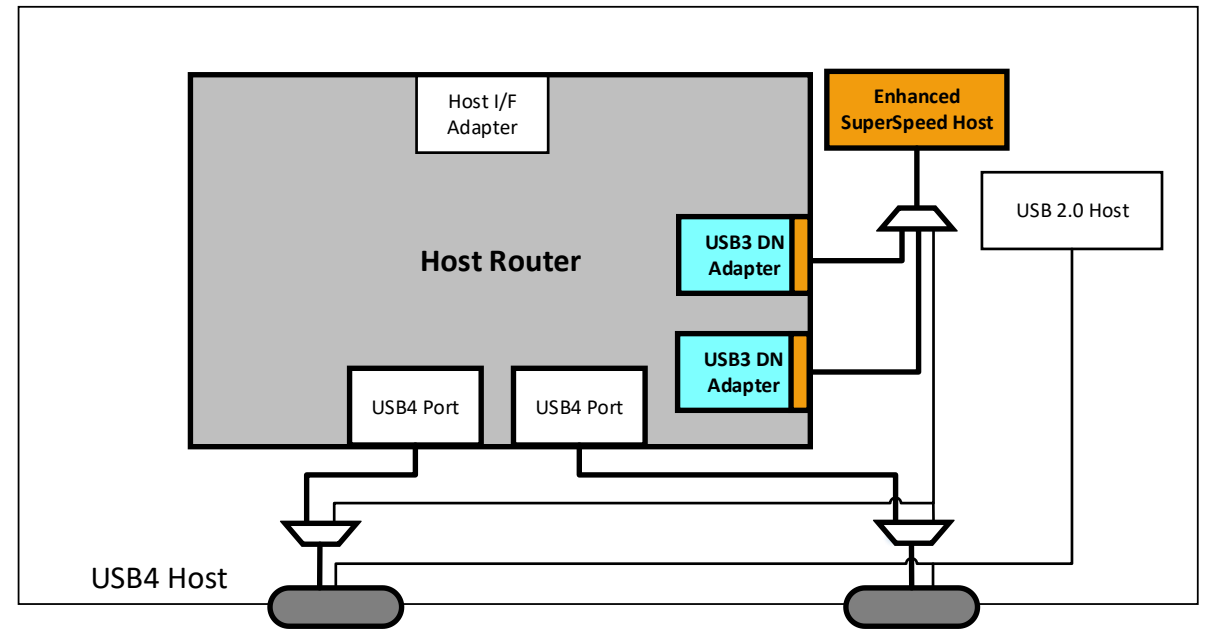 Host I/F
Adapter
Enhanced
SuperSpeed Host
USB 2.0 Host
Host Router
USB3 DN
Adapter
USB3 DN
Adapter
USB4 Port
USB4 Port
USB4 Host